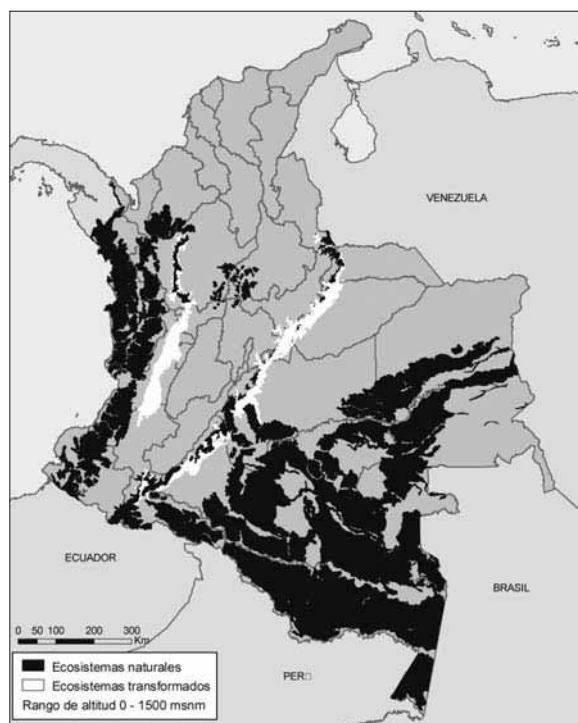 VENEZUELA
ECUADOR
BRASIL
PER□
0 50 100 200 300
Km
Ecosistemas naturales
Ecosistemas transformados
Rango de altitud 0 - 1500 msnm